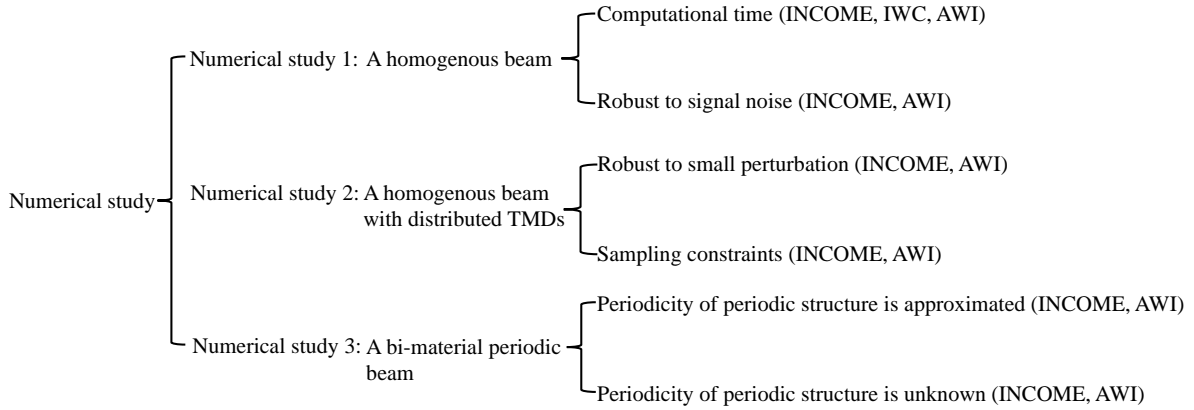 Computational time (INCOME, IWC, AWI)
Numerical study 1: A homogenous beam
Robust to signal noise (INCOME, AWI)
Robust to small perturbation (INCOME, AWI)
Numerical study
Numerical study 2: A homogenous beam
with distributed TMDs
Sampling constraints (INCOME, AWI)
Periodicity of periodic structure is approximated (INCOME, AWI)
Numerical study 3: A bi-material periodic
beam
Periodicity of periodic structure is unknown (INCOME, AWI)